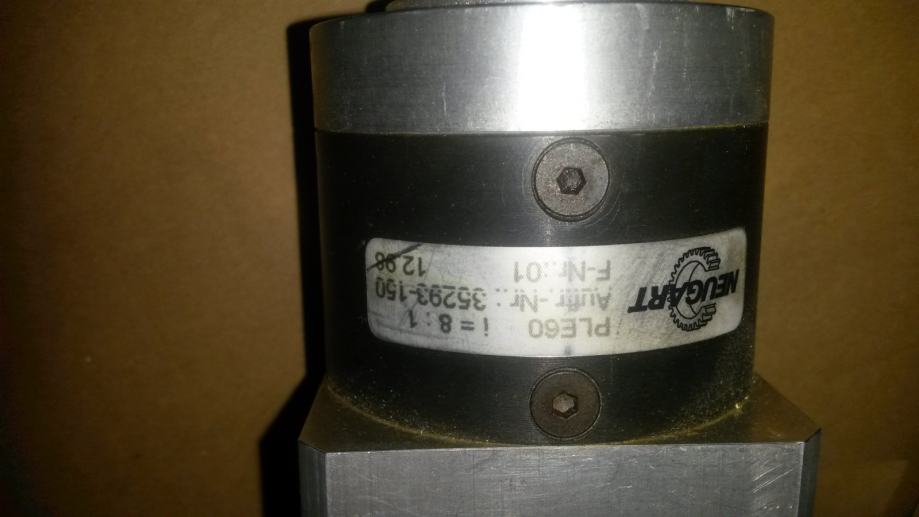 NEUGART
PLE60 i = 8 : 1
Auftr.-Nr.: 35293-150
F-Nr.:01 12.98